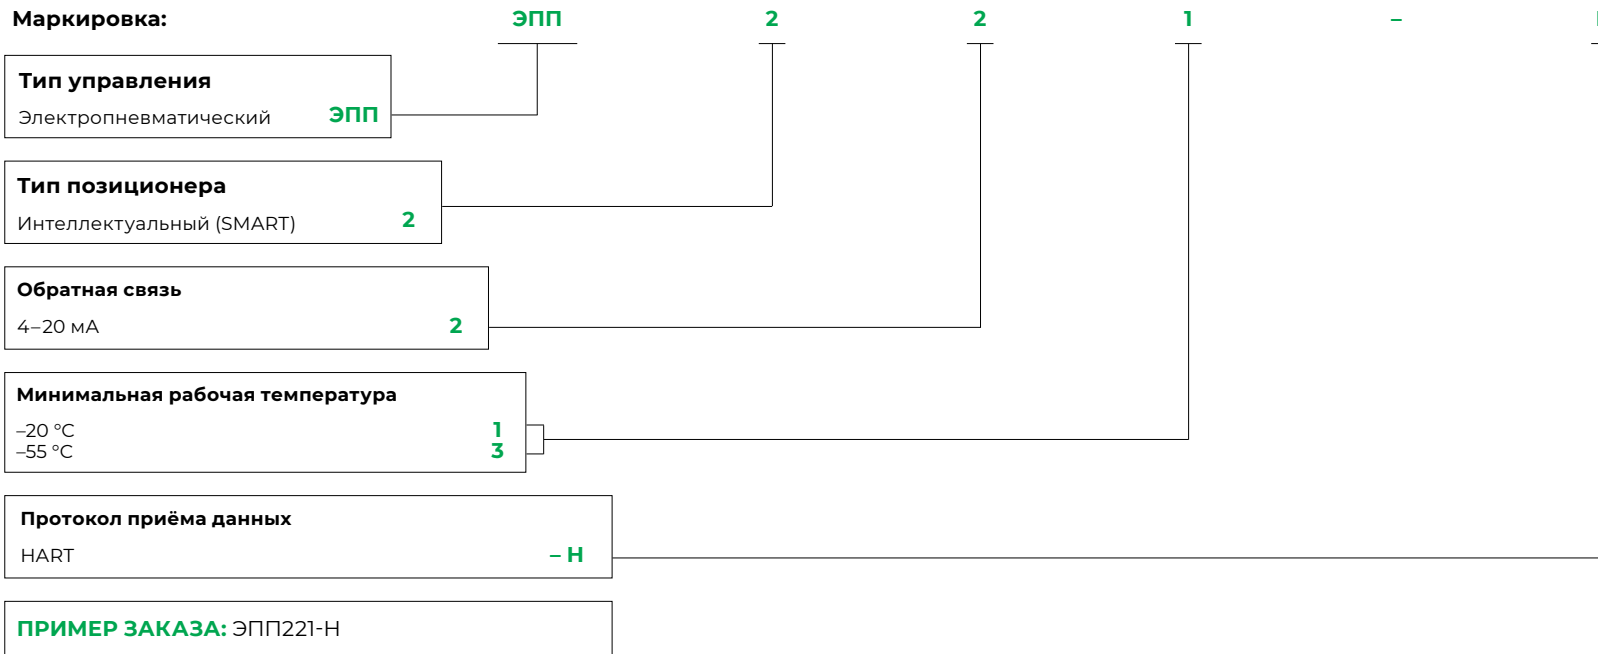 Маркировка: ЭПП 2 2 1 –
Тип управления
Электропневматический ЭПП
Тип позиционера
Интеллектуальный (SMART) 2
Обратная связь
4–20 мА 2
Минимальная рабочая температура
–20 °C 1
–55 °C 3
Протокол приёма данных
HART – H
ПРИМЕР ЗАКАЗА: ЭПП221-Н